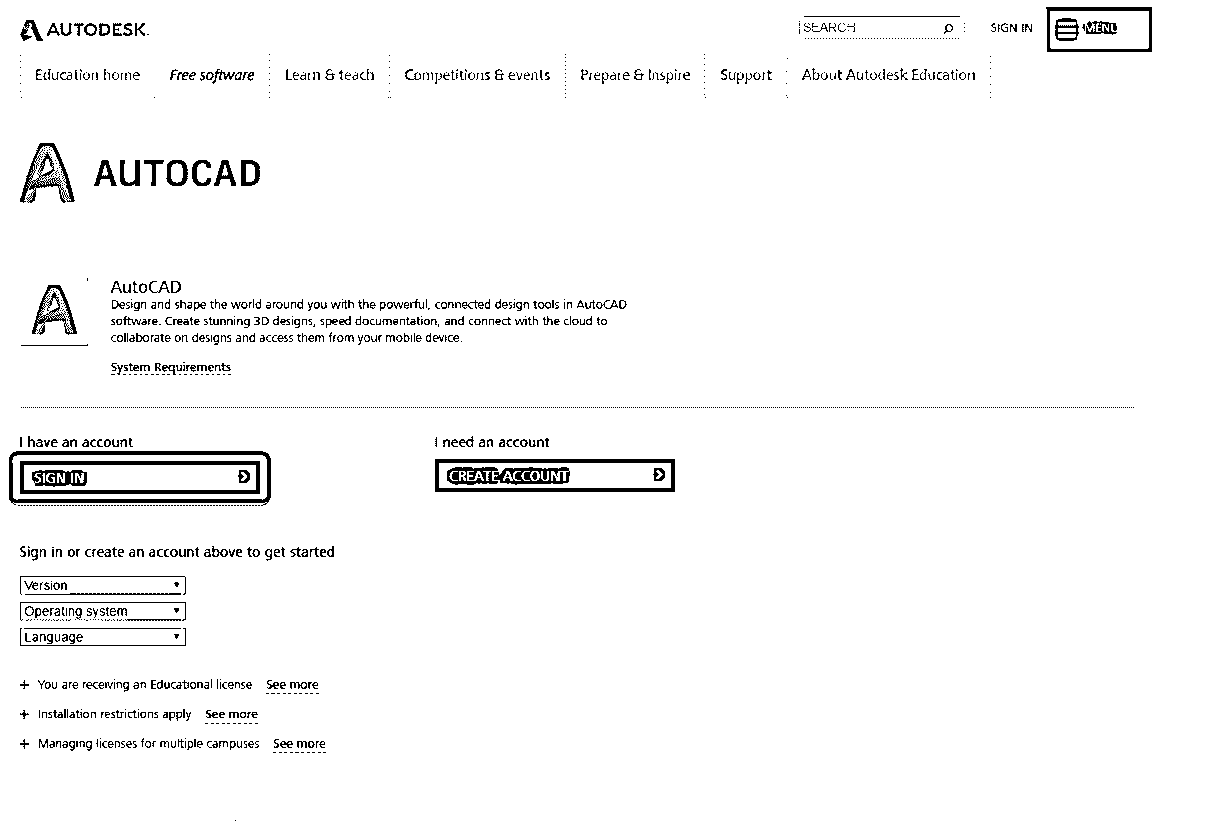 AUTODESK.
SEARCH
SIGN IN
MENU
Education home
Free software
Learn & teach
Competitions & events
Prepare & Inspire
Support
About Autodesk Education
AUTOCAD
AutoCAD
Design and shape the world around you with the powerful, connected design tools in AutoCAD
software. Create stunning 3D designs, speed documentation, and connect with the cloud to
collaborate on designs and access them from your mobile device.
System Requirements
I have an account
I need an account
SIGN IN
CREATE ACCOUNT
Sign in or create an account above to get started
Version
Operating system
Language
+ You are receiving an Educational license See more
+ Installation restrictions apply See more
+ Managing licenses for multiple campuses See more